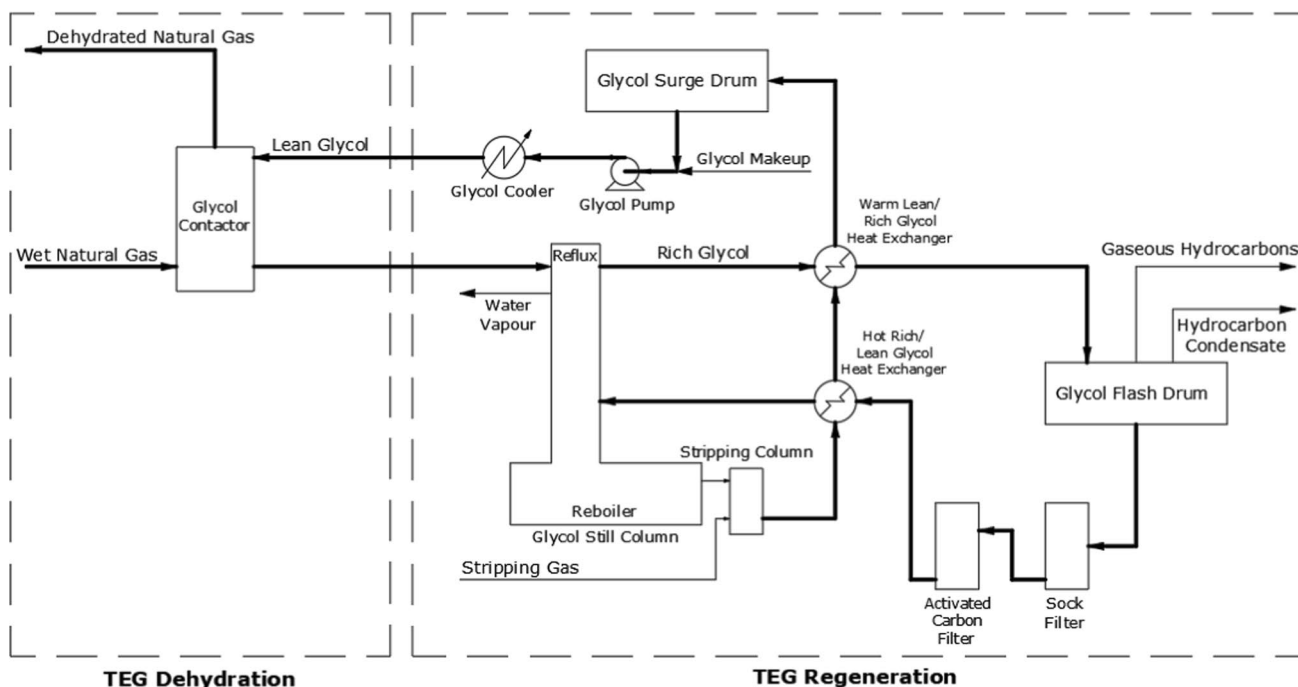 Dehydrated Natural Gas
Glycol Surge Drum
Lean Glycol
Glycol Makeup
Glycol Cooler
Glycol Pump
Glycol
Contactor
Warm Lean/
Rich Glycol
Heat Exchanger
Wet Natural Gas
Reflux
Rich Glycol
Gaseous Hydrocarbons
Water
Vapour
Hydrocarbon
Condensate
Hot Rich/
Lean Glycol
Heat Exchanger
Glycol Flash Drum
Stripping Column
Reboiler
Glycol Still Column
Stripping Gas
Activated
Carbon
Filter
Sock
Filter
TEG Dehydration
TEG Regeneration